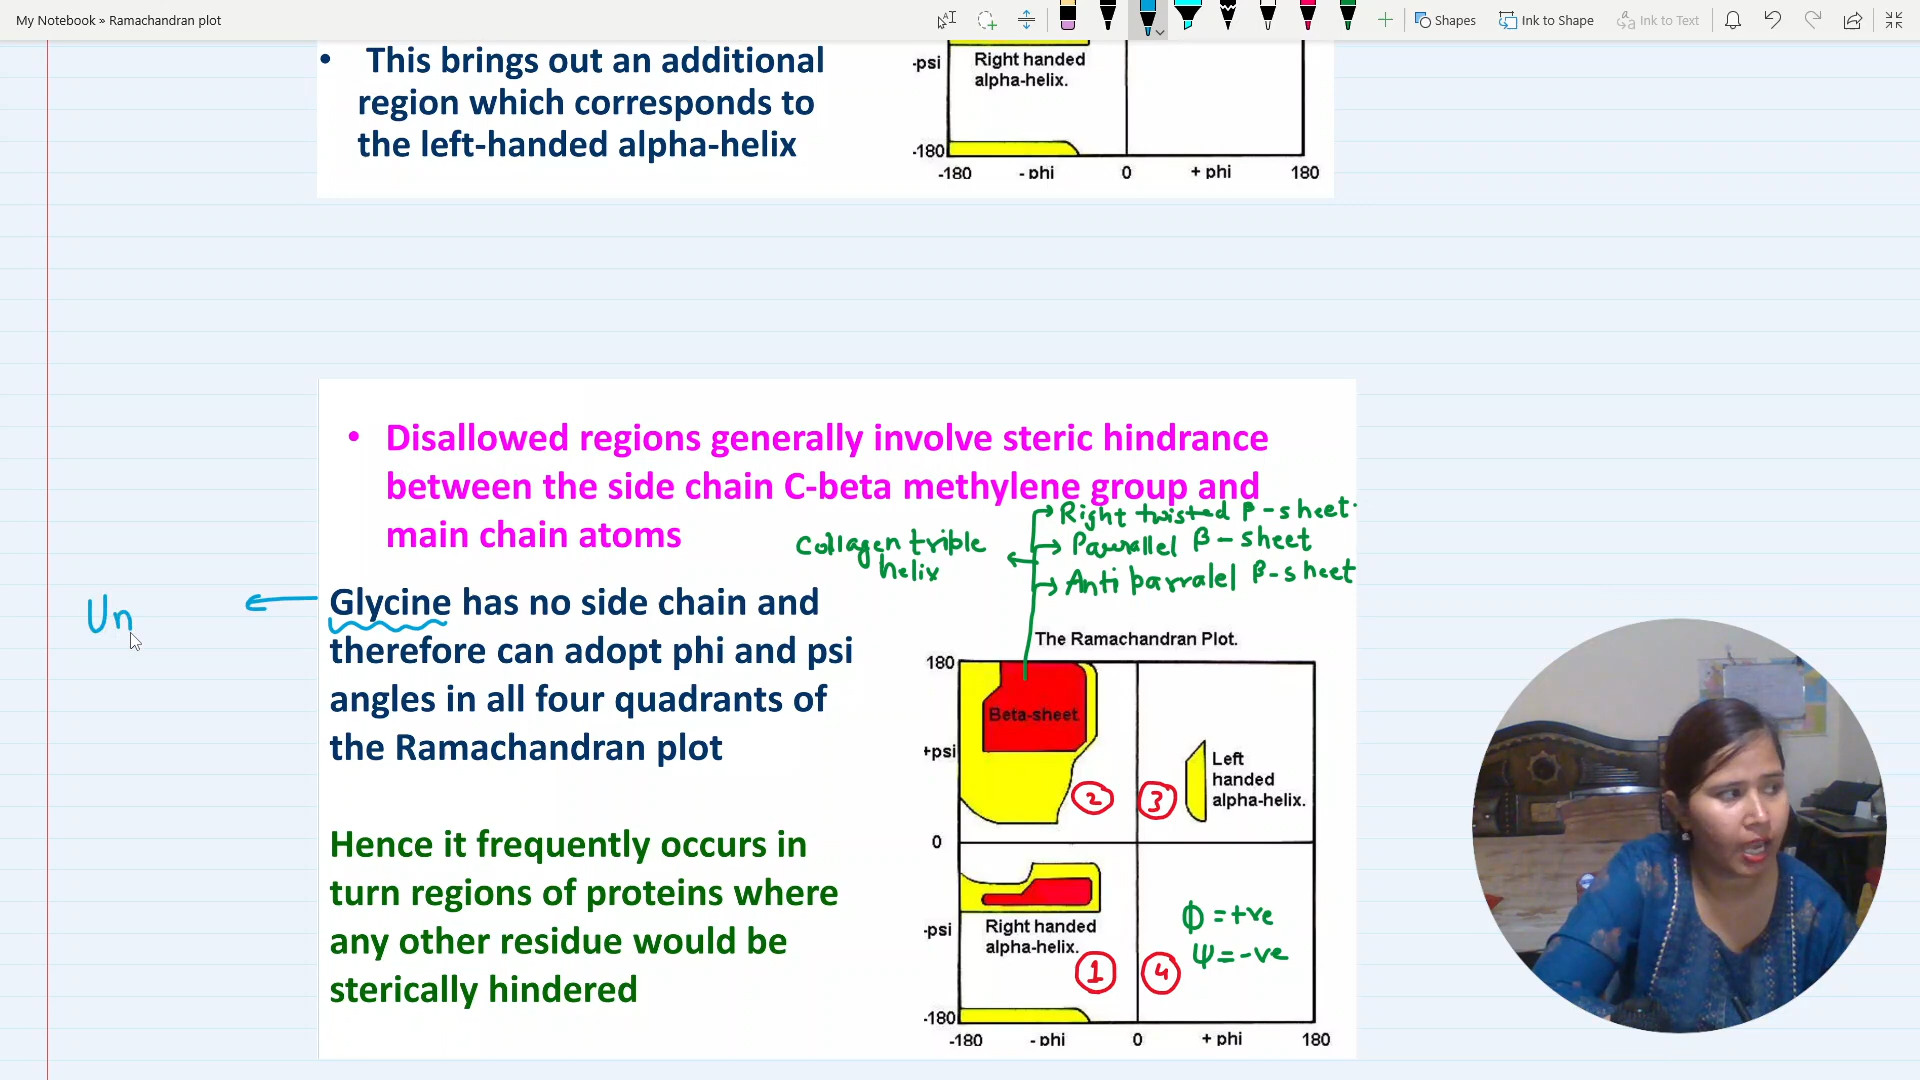 My Notebook » Ramachandran plot
Shapes
Ink to Shape
Ink to Text
• This brings out an additional
region which corresponds to
the left-handed alpha-helix
-psi
Right handed
alpha-helix.
-180
-180
- phi
0
+ phi
180
• Disallowed regions generally involve steric hindrance
between the side chain C-beta methylene group and
main chain atoms
Right twisted β-sheet.
Parrallel β-sheet
Anti parralel β-sheet
Collagen triple
helix
Un
Glycine has no side chain and
therefore can adopt phi and psi
angles in all four quadrants of
the Ramachandran plot
Hence it frequently occurs in
turn regions of proteins where
any other residue would be
sterically hindered
The Ramachandran Plot.
180
Beta-sheet
+psi
Left
handed
alpha-helix.
2
3
0
-psi
Right handed
alpha-helix.
1
4
ϕ = +ve
ψ = -ve
-180
-180
- phi
0
+ phi
180